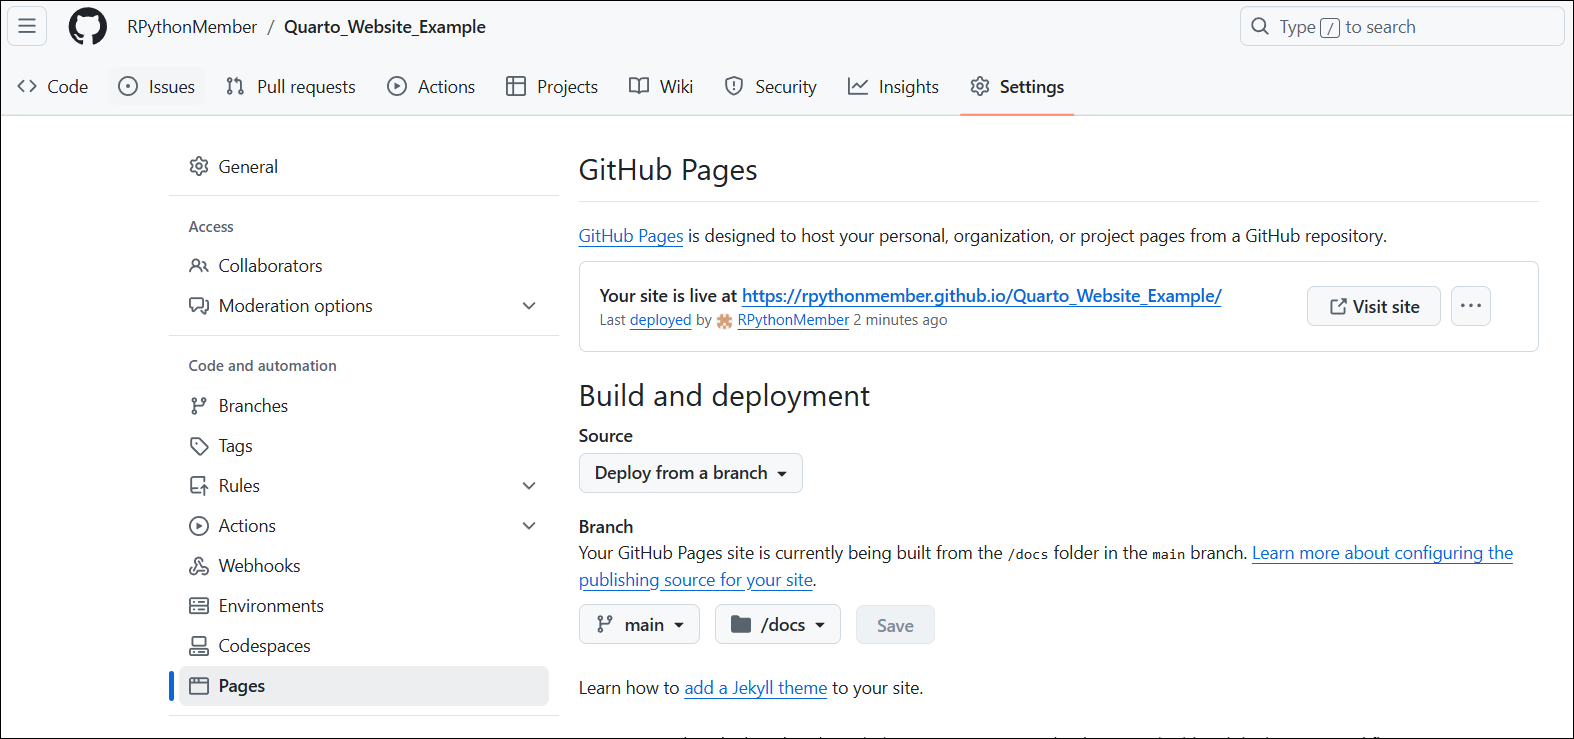 RPythonMember / Quarto_Website_Example
Type / to search
Code Issues Pull requests Actions Projects Wiki Security Insights Settings
General
Access
Collaborators
Moderation options
Code and automation
Branches
Tags
Rules
Actions
Webhooks
Environments
Codespaces
Pages
GitHub Pages
GitHub Pages is designed to host your personal, organization, or project pages from a GitHub repository.
Your site is live at https://rpythonmember.github.io/Quarto_Website_Example/
Last deployed by RPythonMember 2 minutes ago
Visit site
Build and deployment
Source
Deploy from a branch
Branch
Your GitHub Pages site is currently being built from the /docs folder in the main branch. Learn more about configuring the
publishing source for your site.
main /docs Save
Learn how to add a Jekyll theme to your site.